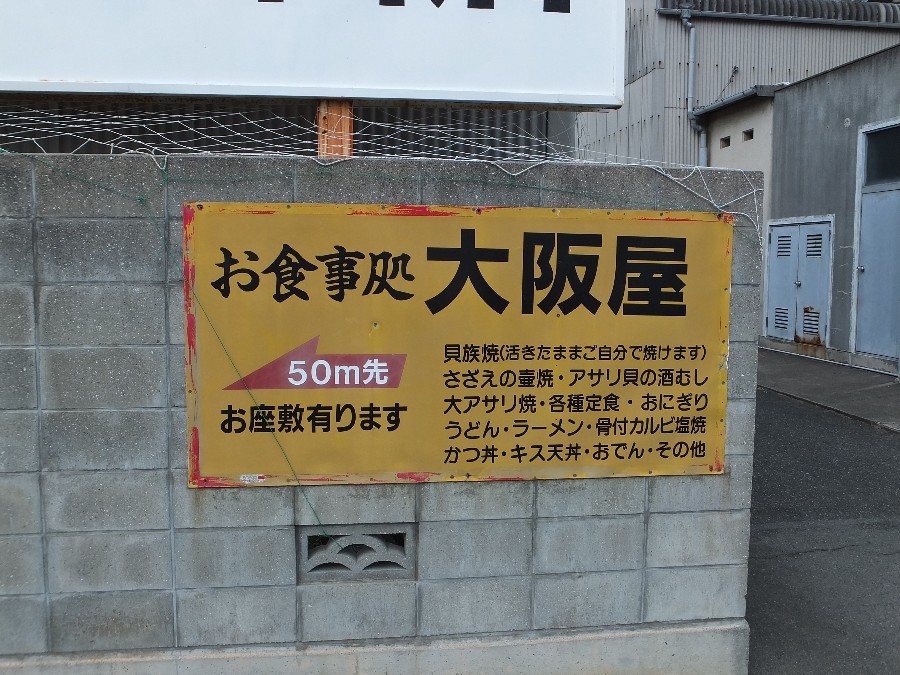 お食事処 大阪屋
50m先
お座敷有ります
貝族焼(活きたままご自分で焼けます)
さざえの壷焼・アサリ貝の酒むし
大アサリ焼・各種定食・おにぎり
うどん・ラーメン・骨付カルビ塩焼
かつ丼・キス天丼・おでん・その他